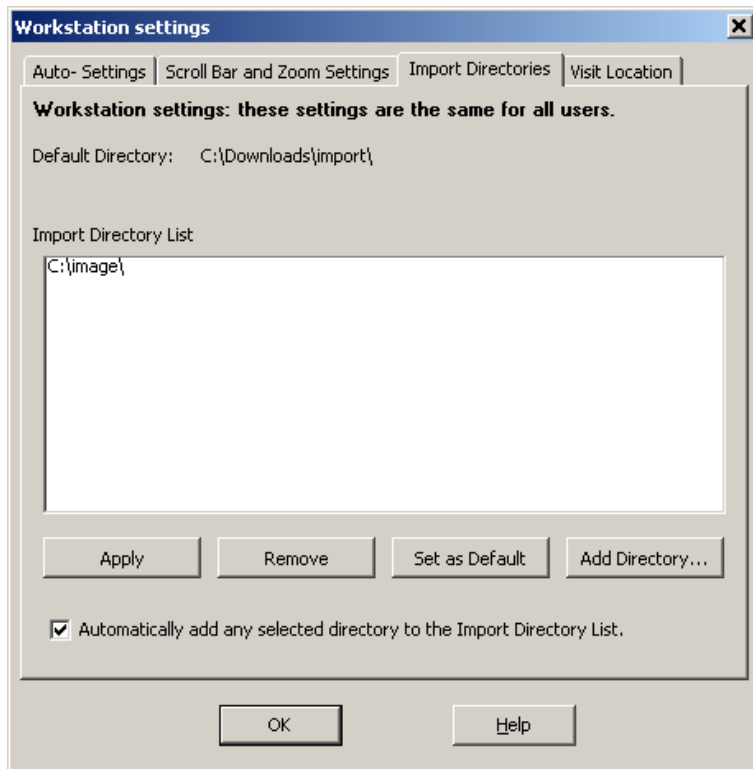 Workstation settings
Auto- Settings Scroll Bar and Zoom Settings Import Directories Visit Location
Workstation settings: these settings are the same for all users.
Default Directory: C:\Downloads\import\
Import Directory List
C:\image\
Apply Remove Set as Default Add Directory...
Automatically add any selected directory to the Import Directory List.
OK Help